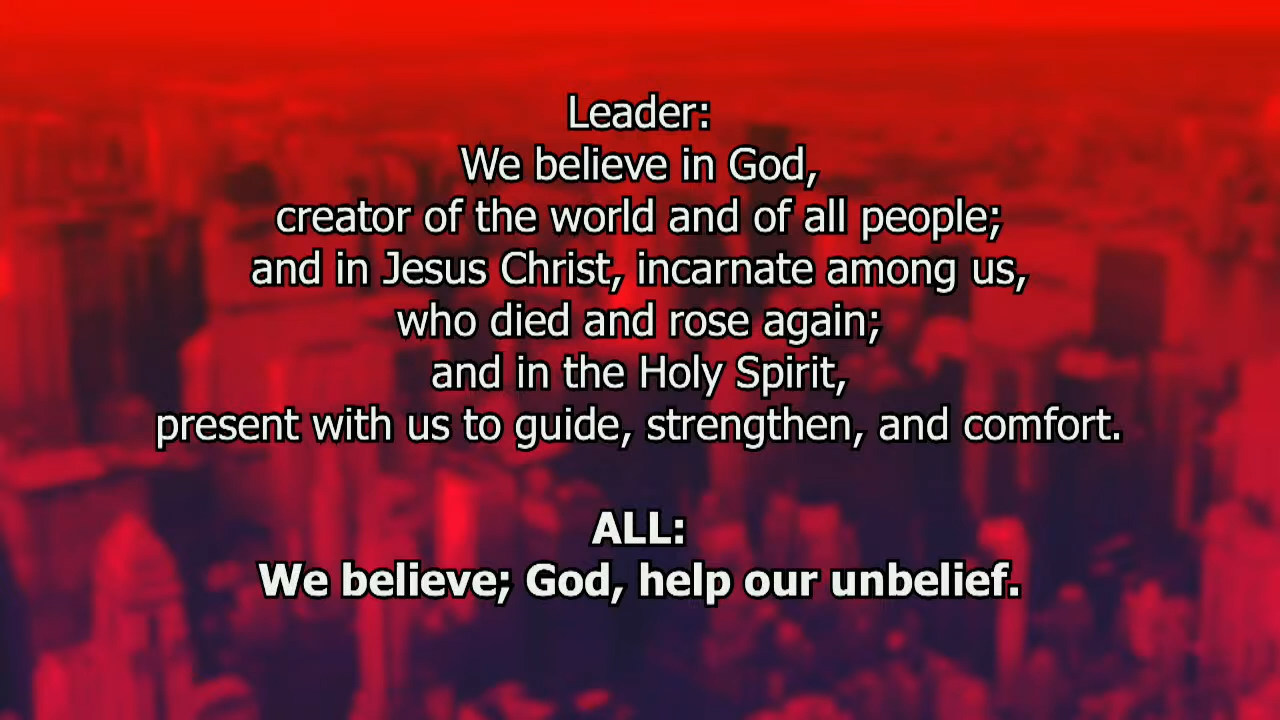 Leader:
We believe in God,
creator of the world and of all people;
and in Jesus Christ, incarnate among us,
who died and rose again;
and in the Holy Spirit,
present with us to guide, strengthen, and comfort.
ALL:
We believe; God, help our unbelief.